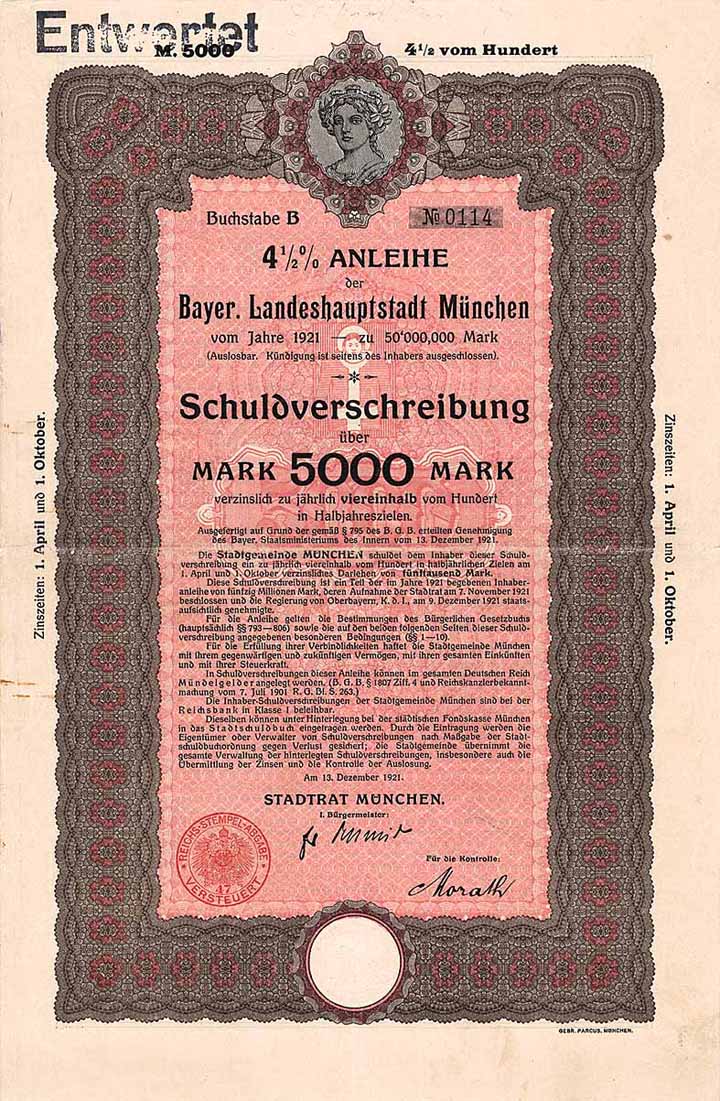 Entwertet
M. 5000
4 1/2 vom Hundert
Buchstabe B
№ 0114
4 1/2 % ANLEIHE
der
Bayer. Landeshauptstadt München
vom Jahre 1921 — zu 50'000,000 Mark
(Auslosbar. Kündigung ist seitens des Inhabers ausgeschlossen).
Schuldverschreibung
über
MARK 5000 MARK
verzinslich zu jährlich viereinhalb vom Hundert
in Halbjahreszielen.
Ausgefertigt auf Grund der gemäß § 795 des B. G. B. erteilten Genehmigung
des Bayer. Staatsministeriums des Innern vom 13. Dezember 1921.
Die Stadtgemeinde MÜNCHEN schuldet dem Inhaber dieser Schuld-
verschreibung ein zu jährlich viereinhalb vom Hundert in halbjährlichen Zielen am
1. April und 1. Oktober verzinsliches Darlehen von fünftausend Mark.
Diese Schuldverschreibung ist ein Teil der im Jahre 1921 begebenen Inhaber-
anleihe von fünfzig Millionen Mark, deren Aufnahme der Stadtrat am 7. November 1921
beschlossen und die Regierung von Oberbayern, K. d. I., am 9. Dezember 1921 staats-
aufsichtlich genehmigte.
Für die Anleihe gelten die Bestimmungen des Bürgerlichen Gesetzbuchs
(hauptsächlich §§ 793—806) sowie die auf den beiden folgenden Seiten dieser Schuld-
verschreibung angegebenen besonderen Bedingungen (§§ 1—10).
Für die Erfüllung ihrer Verbindlichkeiten haftet die Stadtgemeinde München
mit ihrem gegenwärtigen und zukünftigen Vermögen, mit ihren gesamten Einkünften
und mit ihrer Steuerkraft.
In Schuldverschreibungen dieser Anleihe können im gesamten Deutschen Reich
Mündelgelder angelegt werden. (B. G. B. § 1807 Ziff. 4 und Reichskanzlerbekannt-
machung vom 7. Juli 1901 R. G. Bl. S. 263.)
Die Inhaber-Schuldverschreibungen der Stadtgemeinde München sind bei der
Reichsbank in Klasse I beleihbar.
Dieselben können unter Hinterlegung bei der städtischen Fondskasse München
in das Stadtschuldbuch eingetragen werden. Durch die Eintragung werden die
Eigentümer oder Verwalter von Schuldverschreibungen nach Maßgabe der Stadt-
schuldbuchordnung gegen Verlust gesichert; die Stadtgemeinde übernimmt die
gesamte Verwaltung der hinterlegten Schuldverschreibungen, insbesondere auch die
Übermittlung der Zinsen und die Kontrolle der Auslosung.
Am 13. Dezember 1921.
STADTRAT MÜNCHEN.
I. Bürgermeister:
Für die Kontrolle:
Morath
REICHS-STEMPEL-ABGABE
47
VERSTEUERT
Zinszeiten: 1. April und 1. Oktober.
Zinszeiten: 1. April und 1. Oktober.
GEBR. PARCUS, MÜNCHEN.